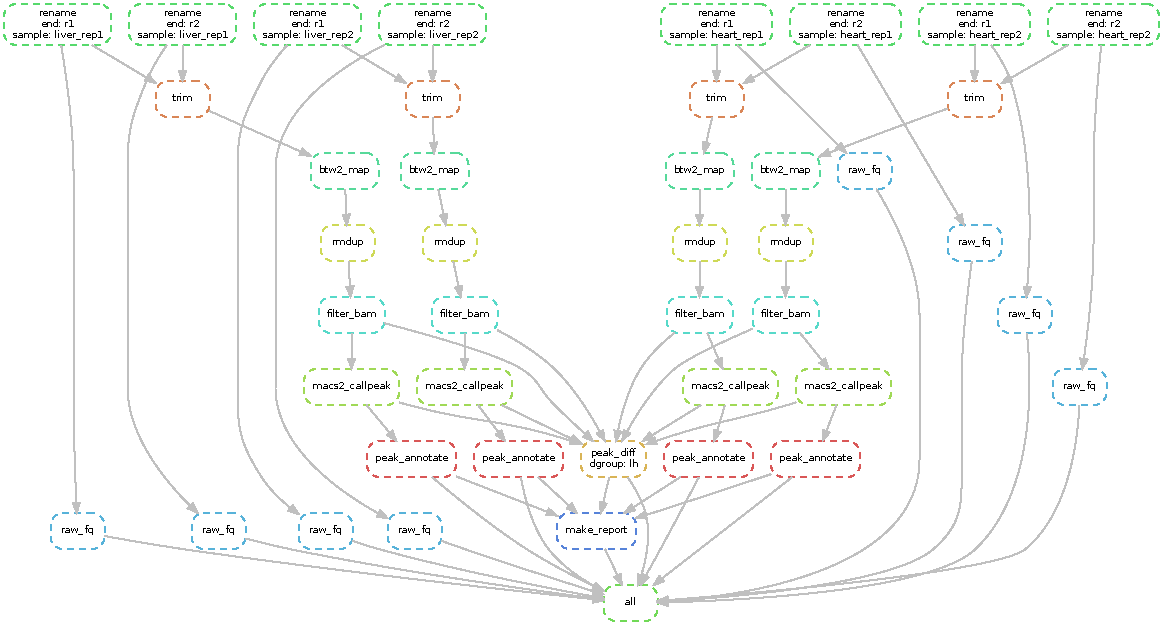 rename
end: r1
sample: liver_rep1
rename
end: r2
sample: liver_rep1
rename
end: r1
sample: liver_rep2
rename
end: r2
sample: liver_rep2
rename
end: r1
sample: heart_rep1
rename
end: r2
sample: heart_rep1
rename
end: r1
sample: heart_rep2
rename
end: r2
sample: heart_rep2
trim
trim
trim
trim
btw2_map
btw2_map
btw2_map
btw2_map
raw_fq
rmdup
rmdup
rmdup
rmdup
raw_fq
filter_bam
filter_bam
filter_bam
filter_bam
raw_fq
macs2_callpeak
macs2_callpeak
macs2_callpeak
macs2_callpeak
raw_fq
peak_annotate
peak_annotate
peak_diff
dgroup: lh
peak_annotate
peak_annotate
raw_fq
raw_fq
raw_fq
raw_fq
make_report
all